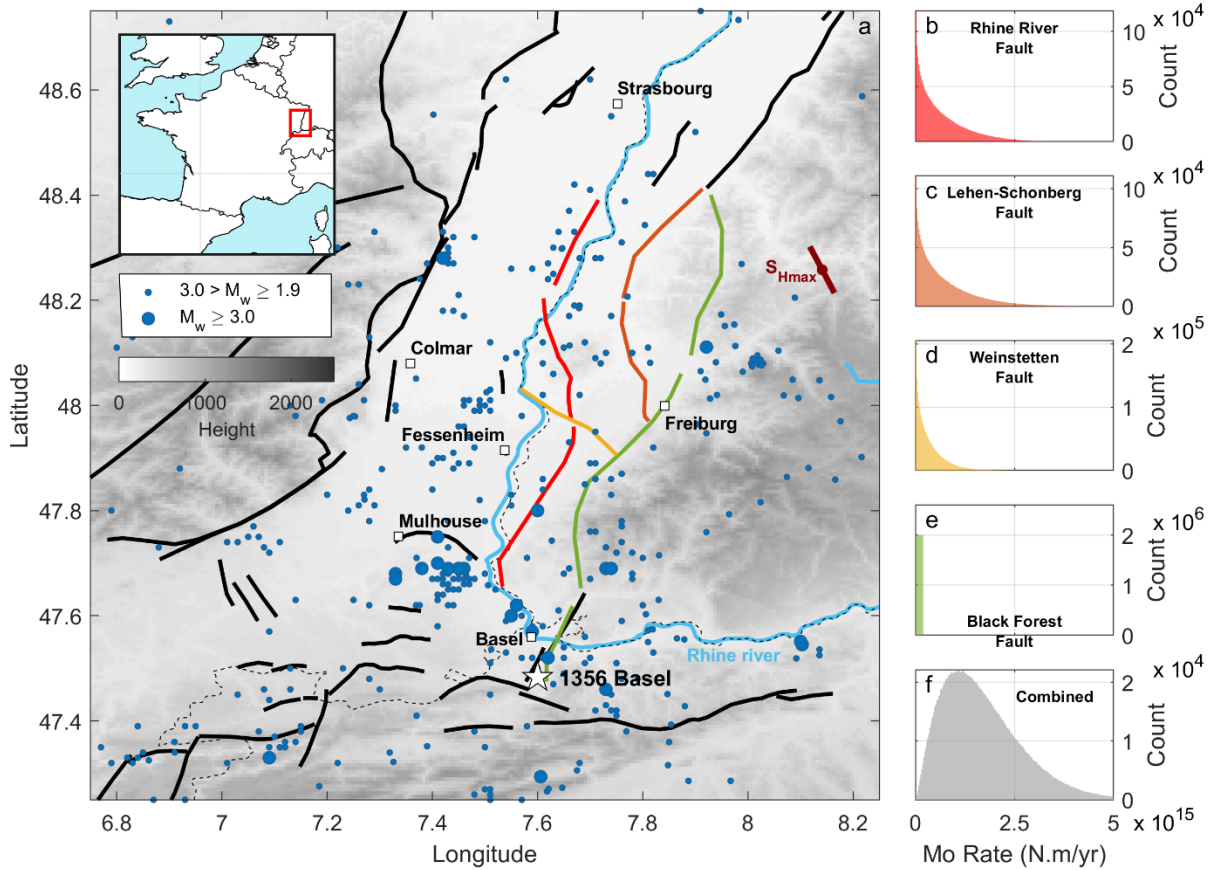 a
48.6
48.4
48.2
48
47.8
47.6
47.4
Latitude
6.8
7
7.2
7.4
7.6
7.8
8
8.2
Longitude
3.0 > M_w ≥ 1.9
M_w ≥ 3.0
0
1000
2000
Height
Strasbourg
S_Hmax
Colmar
Freiburg
Fessenheim
Mulhouse
Basel
Rhine river
1356 Basel
b
Rhine River
Fault
x 10^4
10
5
0
Count
c
Lehen-Schonberg
Fault
x 10^4
10
5
0
Count
d
Weinstetten
Fault
x 10^5
2
1
0
Count
e
Black Forest
Fault
x 10^6
2
1
0
Count
f
Combined
x 10^4
2
1
0
Count
0
2.5
5
x 10^15
Mo Rate (N.m/yr)